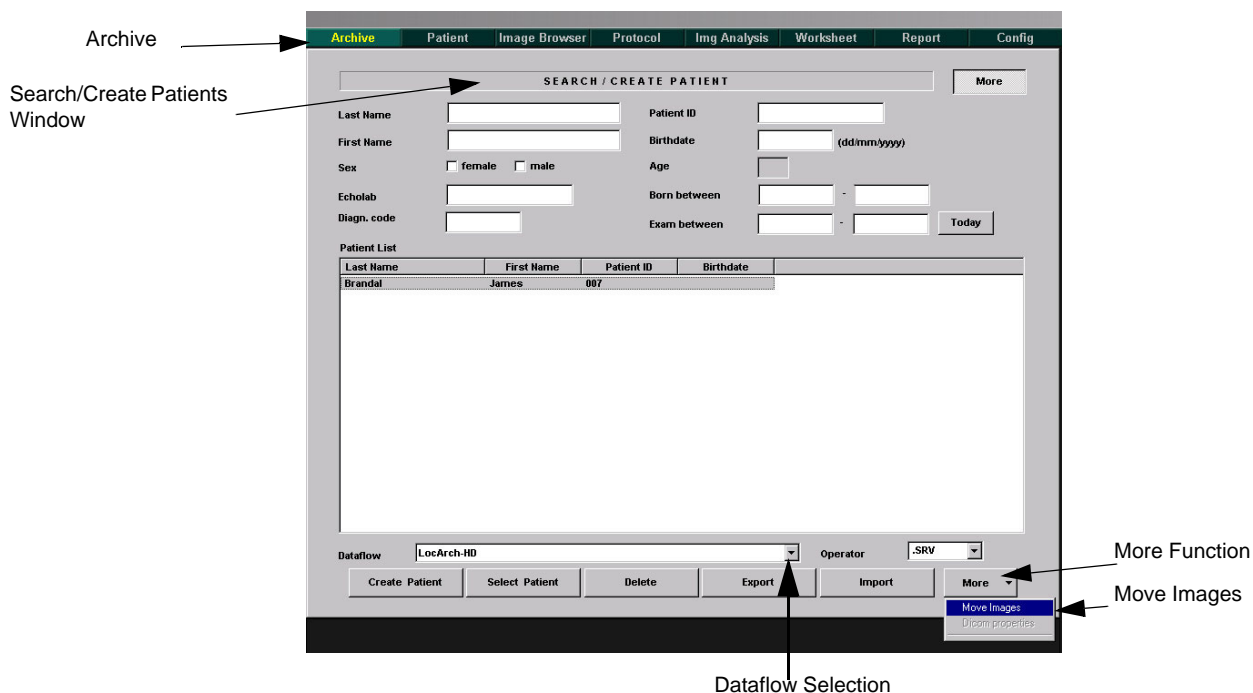 Archive
Search/Create Patients
Window
Archive Patient Image Browser Protocol Img Analysis Worksheet Report Config
SEARCH / CREATE PATIENT More
Last Name Patient ID
First Name Birthdate (dd/mm/yyyy)
Sex female male Age
Echolab Born between -
Diagn. code Exam between - Today
Patient List
Last Name First Name Patient ID Birthdate
Brandal James 007
Dataflow LocArch-HD Operator .SRV
Create Patient Select Patient Delete Export Import More
Move Images
Dicom properties
More Function
Move Images
Dataflow Selection